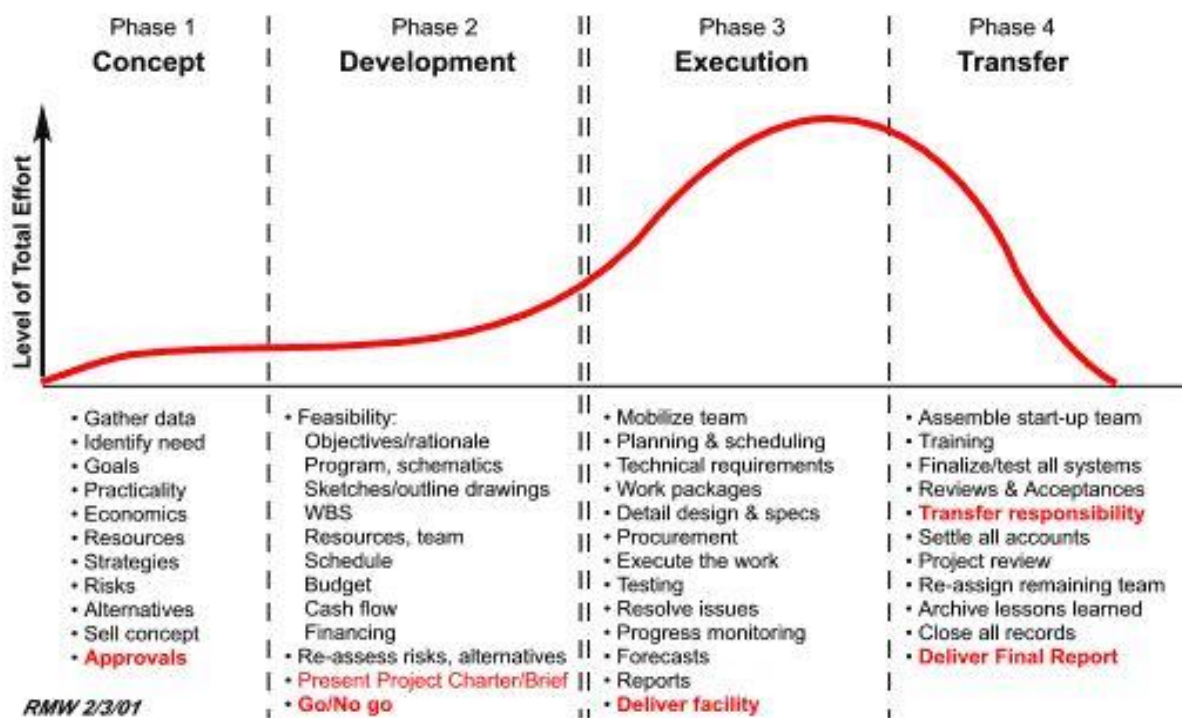 Phase 1
Concept
Phase 2
Development
Phase 3
Execution
Phase 4
Transfer
Level of Total Effort
• Gather data
• Identify need
• Goals
• Practicality
• Economics
• Resources
• Strategies
• Risks
• Alternatives
• Sell concept
• Approvals
• Feasibility:
Objectives/rationale
Program, schematics
Sketches/outline drawings
WBS
Resources, team
Schedule
Budget
Cash flow
Financing
• Re-assess risks, alternatives
• Present Project Charter/Brief
• Go/No go
• Mobilize team
• Planning & scheduling
• Technical requirements
• Work packages
• Detail design & specs
• Procurement
• Execute the work
• Testing
• Resolve issues
• Progress monitoring
• Forecasts
• Reports
• Deliver facility
• Assemble start-up team
• Training
• Finalize/test all systems
• Reviews & Acceptances
• Transfer responsibility
• Settle all accounts
• Project review
• Re-assign remaining team
• Archive lessons learned
• Close all records
• Deliver Final Report
RMW 2/3/01